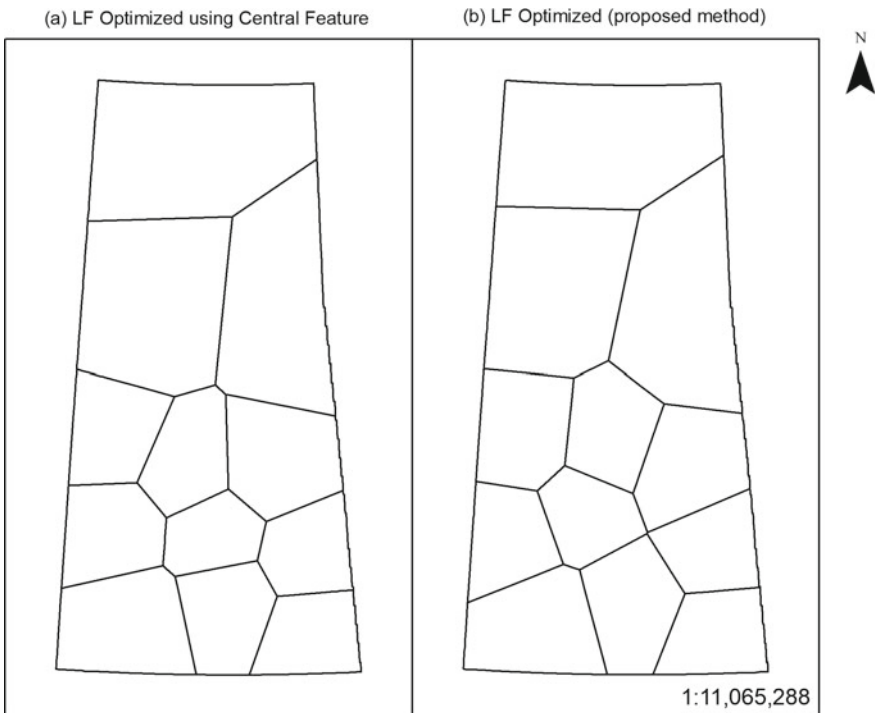 (a) LF Optimized using Central Feature
(b) LF Optimized (proposed method)
N
1:11,065,288